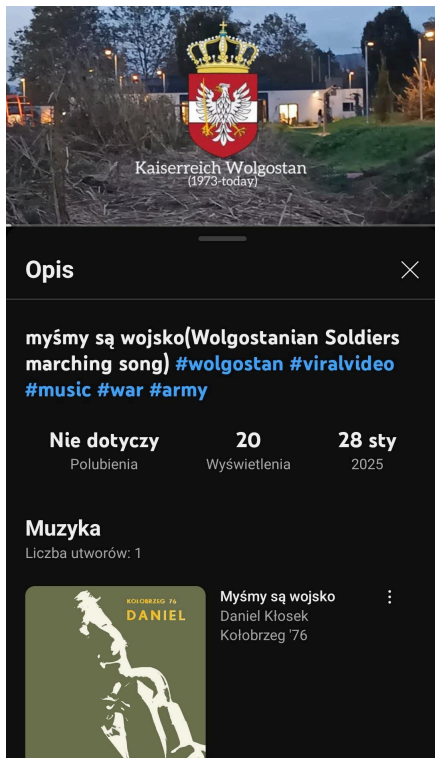 Kaiserreich Wolgostan
(1973-today)
Opis
myśmy są wojsko(Wolgostanian Soldiers
marching song) #wolgostan #viralvideo
#music #war #army
Nie dotyczy
20
28 sty
Polubienia
Wyświetlenia
2025
Muzyka
Liczba utworów: 1
KOŁOBRZEG 76
DANIEL
Myśmy są wojsko
Daniel Kłosek
Kołobrzeg '76